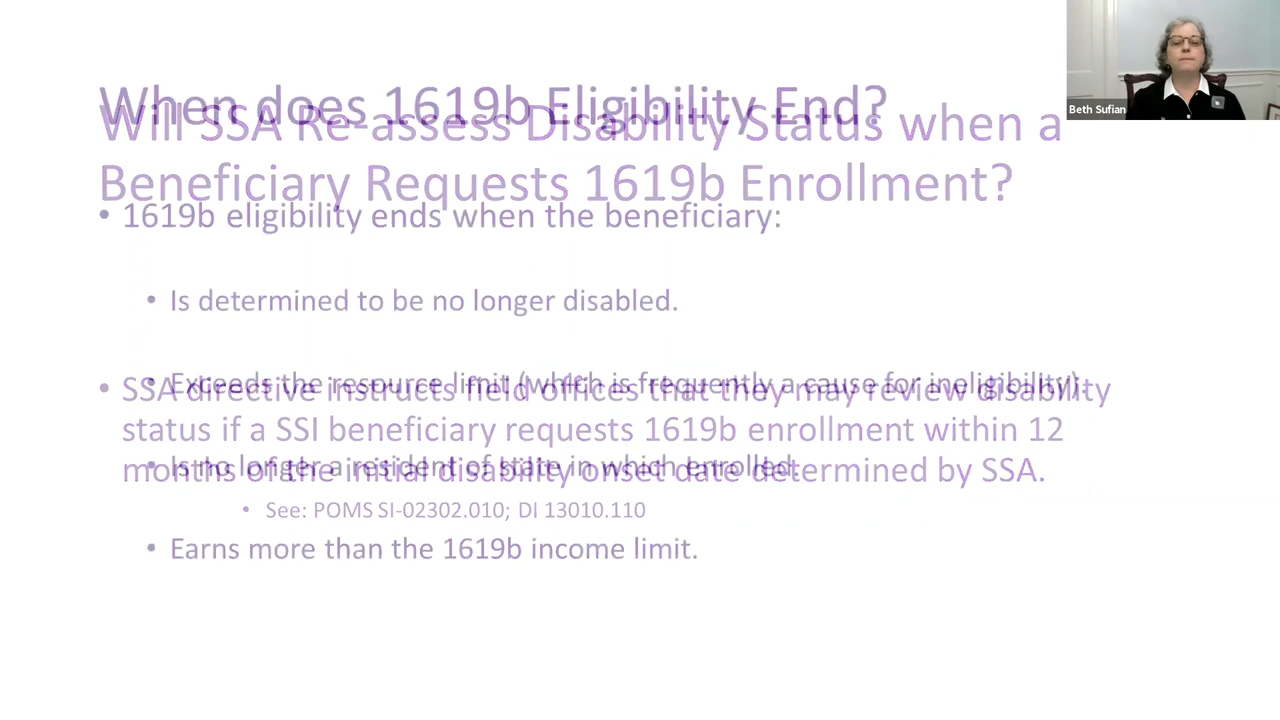 When does 1619b Eligibility End?
Will SSA Re-assess Disability Status when a
Beneficiary Requests 1619b Enrollment?
• 1619b eligibility ends when the beneficiary:
• Is determined to be no longer disabled.
• Exceeds the resource limit (which is frequently a cause for ineligibility).
• SSA directive instructs field offices that they may review disability
status if a SSI beneficiary requests 1619b enrollment within 12
• Is no longer a resident of state in which enrolled.
months of the initial disability onset date determined by SSA.
• See: POMS SI-02302.010; DI 13010.110
• Earns more than the 1619b income limit.
Beth Sufian